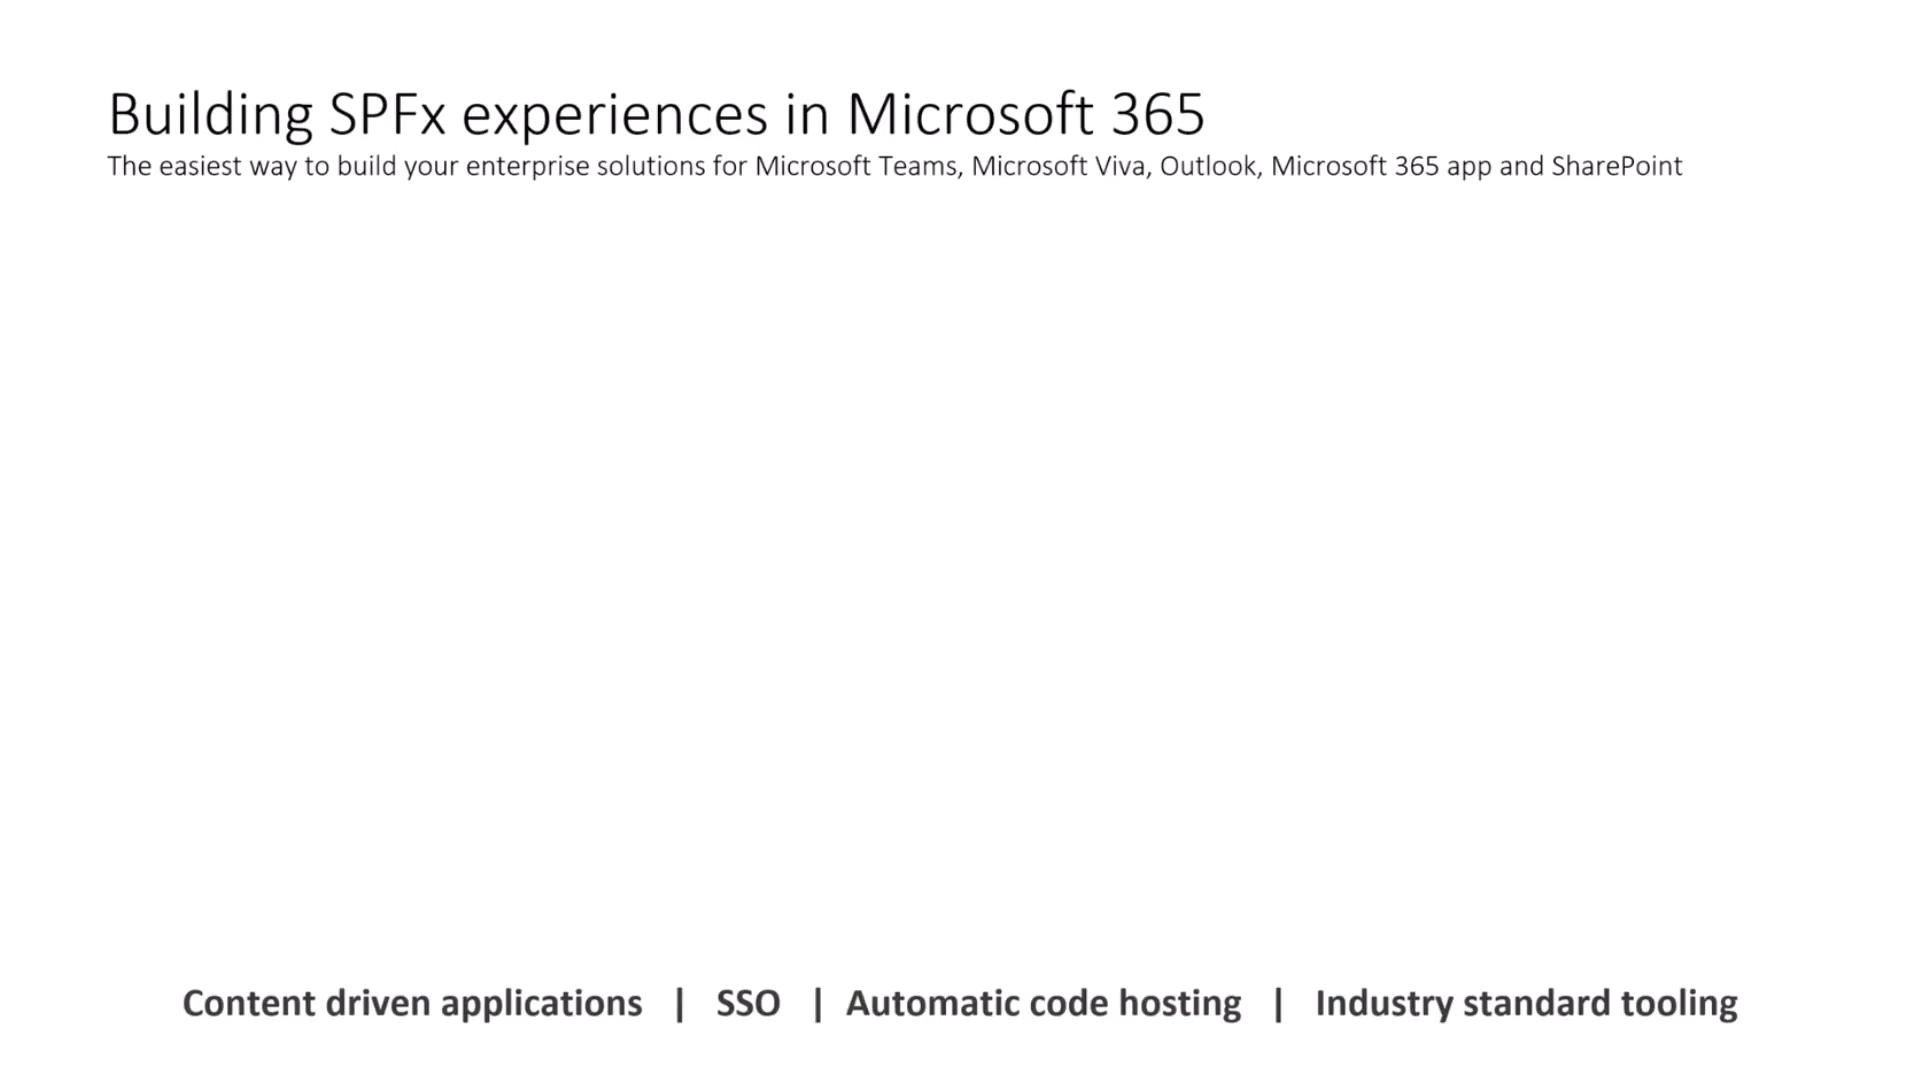 Building SPFx experiences in Microsoft 365
The easiest way to build your enterprise solutions for Microsoft Teams, Microsoft Viva, Outlook, Microsoft 365 app and SharePoint
Content driven applications | SSO | Automatic code hosting | Industry standard tooling